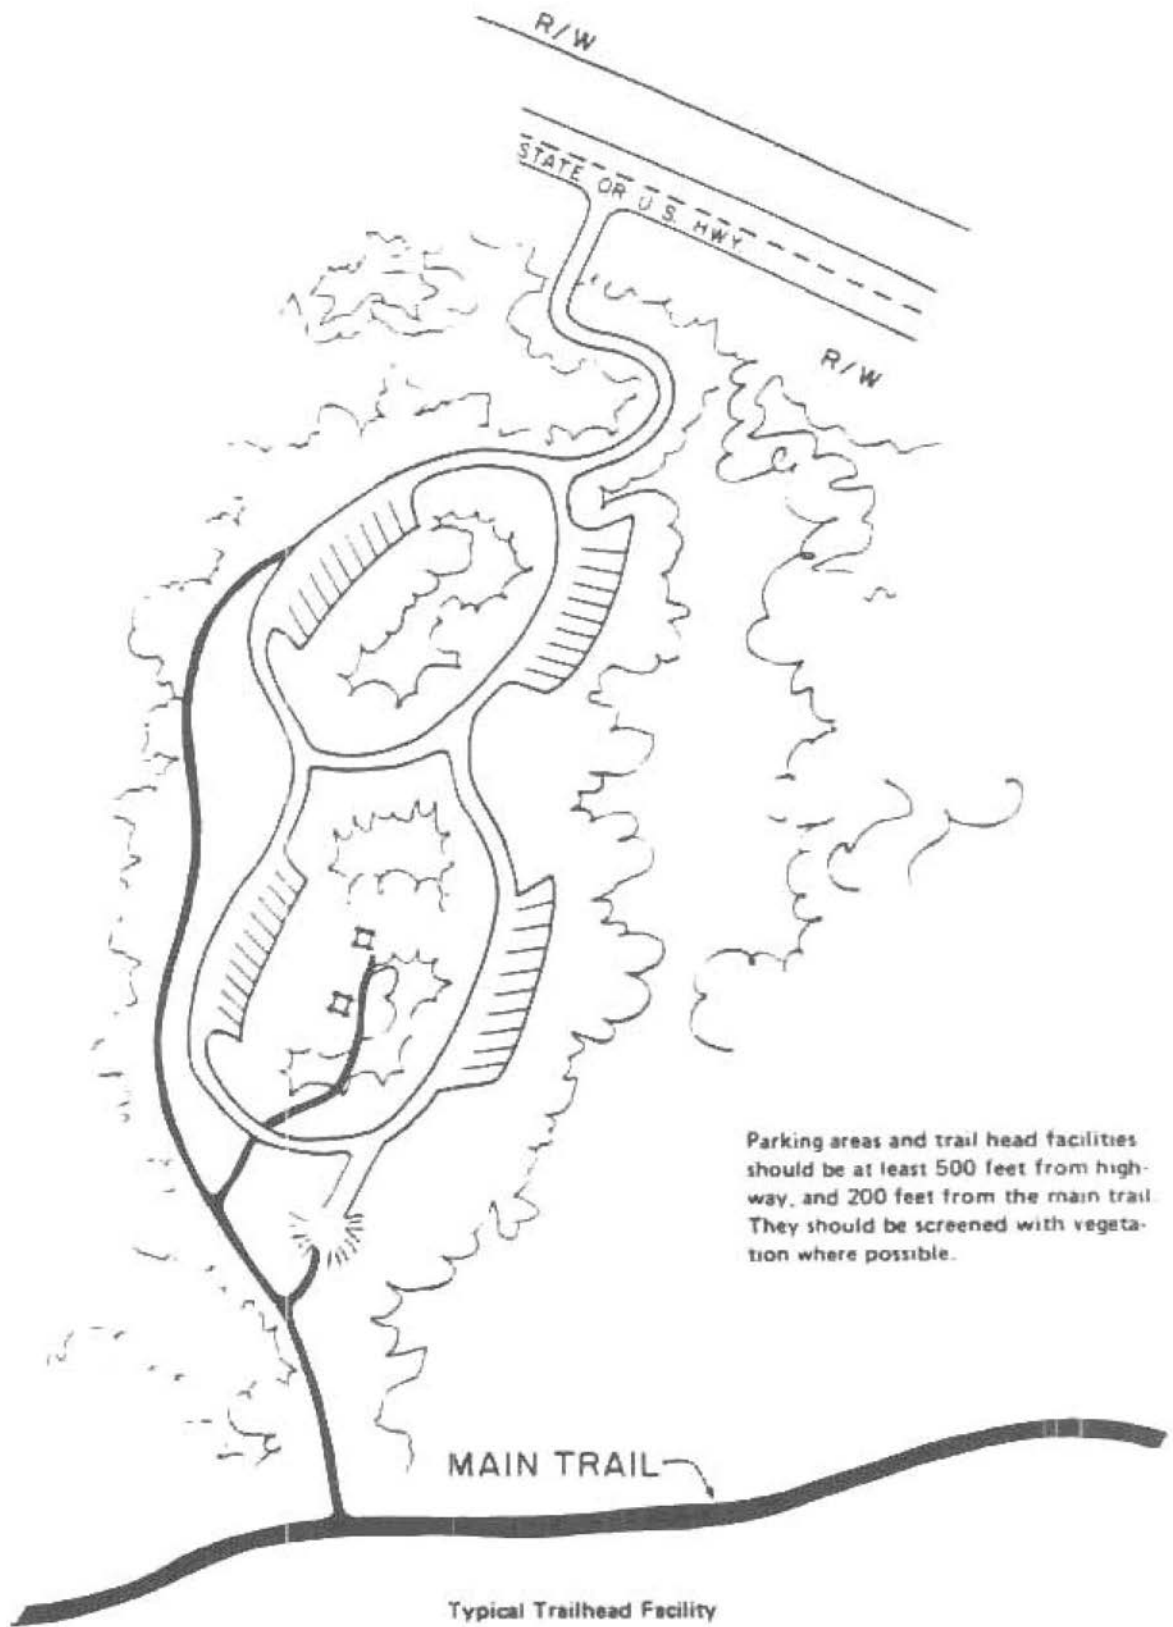 R/W
STATE OR U.S. HWY.
R/W
Parking areas and trail head facilities
should be at least 500 feet from high-
way, and 200 feet from the main trail.
They should be screened with vegeta-
tion where possible.
MAIN TRAIL
Typical Trailhead Facility